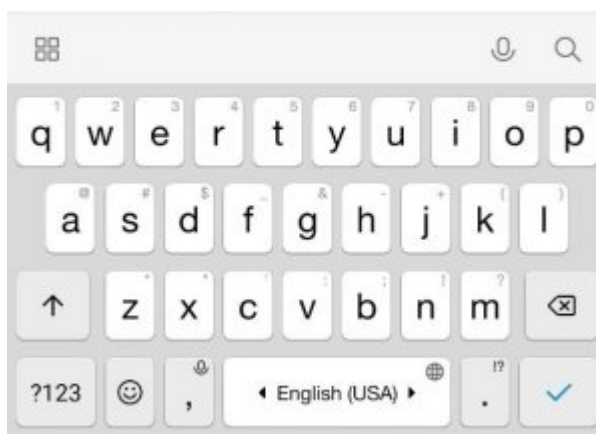 1 2 3 4 5 6 7 8 9 0
q w e r t y u i o p
@ # $ _ & - + ( )
a s d f g h j k l
z x c v b n m
?123 , ◂ English (USA) ▸ . !?